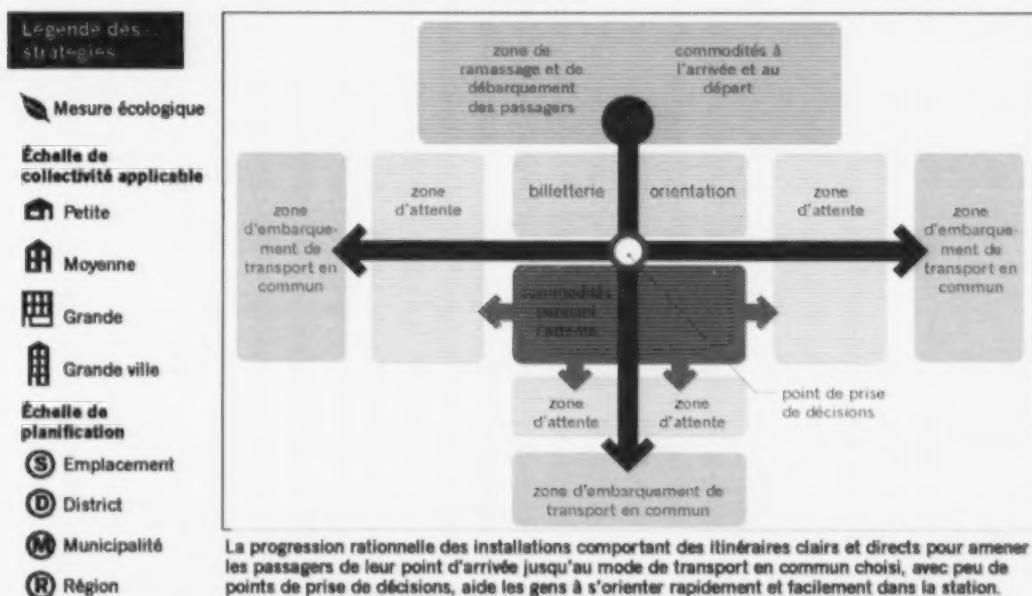 Légende des
stratégies
Mesure écologique
Échelle de
collectivité applicable
Petite
Moyenne
Grande
Grande ville
Échelle de
planification
S Emplacement
D District
M Municipalité
R Région
zone de
ramassage et de
débarquement
des passagers
commodités à
l'arrivée et au
départ
zone
d'embarque-
ment de
transport en
commun
zone
d'attente
billetterie
orientation
zone
d'attente
zone
d'embarque-
ment de
transport en
commun
commodités
pendant
l'attente
zone
d'attente
zone
d'attente
point de prise
de décisions
zone d'embarquement de
transport en commun
La progression rationnelle des installations comportant des itinéraires clairs et directs pour amener
les passagers de leur point d'arrivée jusqu'au mode de transport en commun choisi, avec peu de
points de prise de décisions, aide les gens à s'orienter rapidement et facilement dans la station.